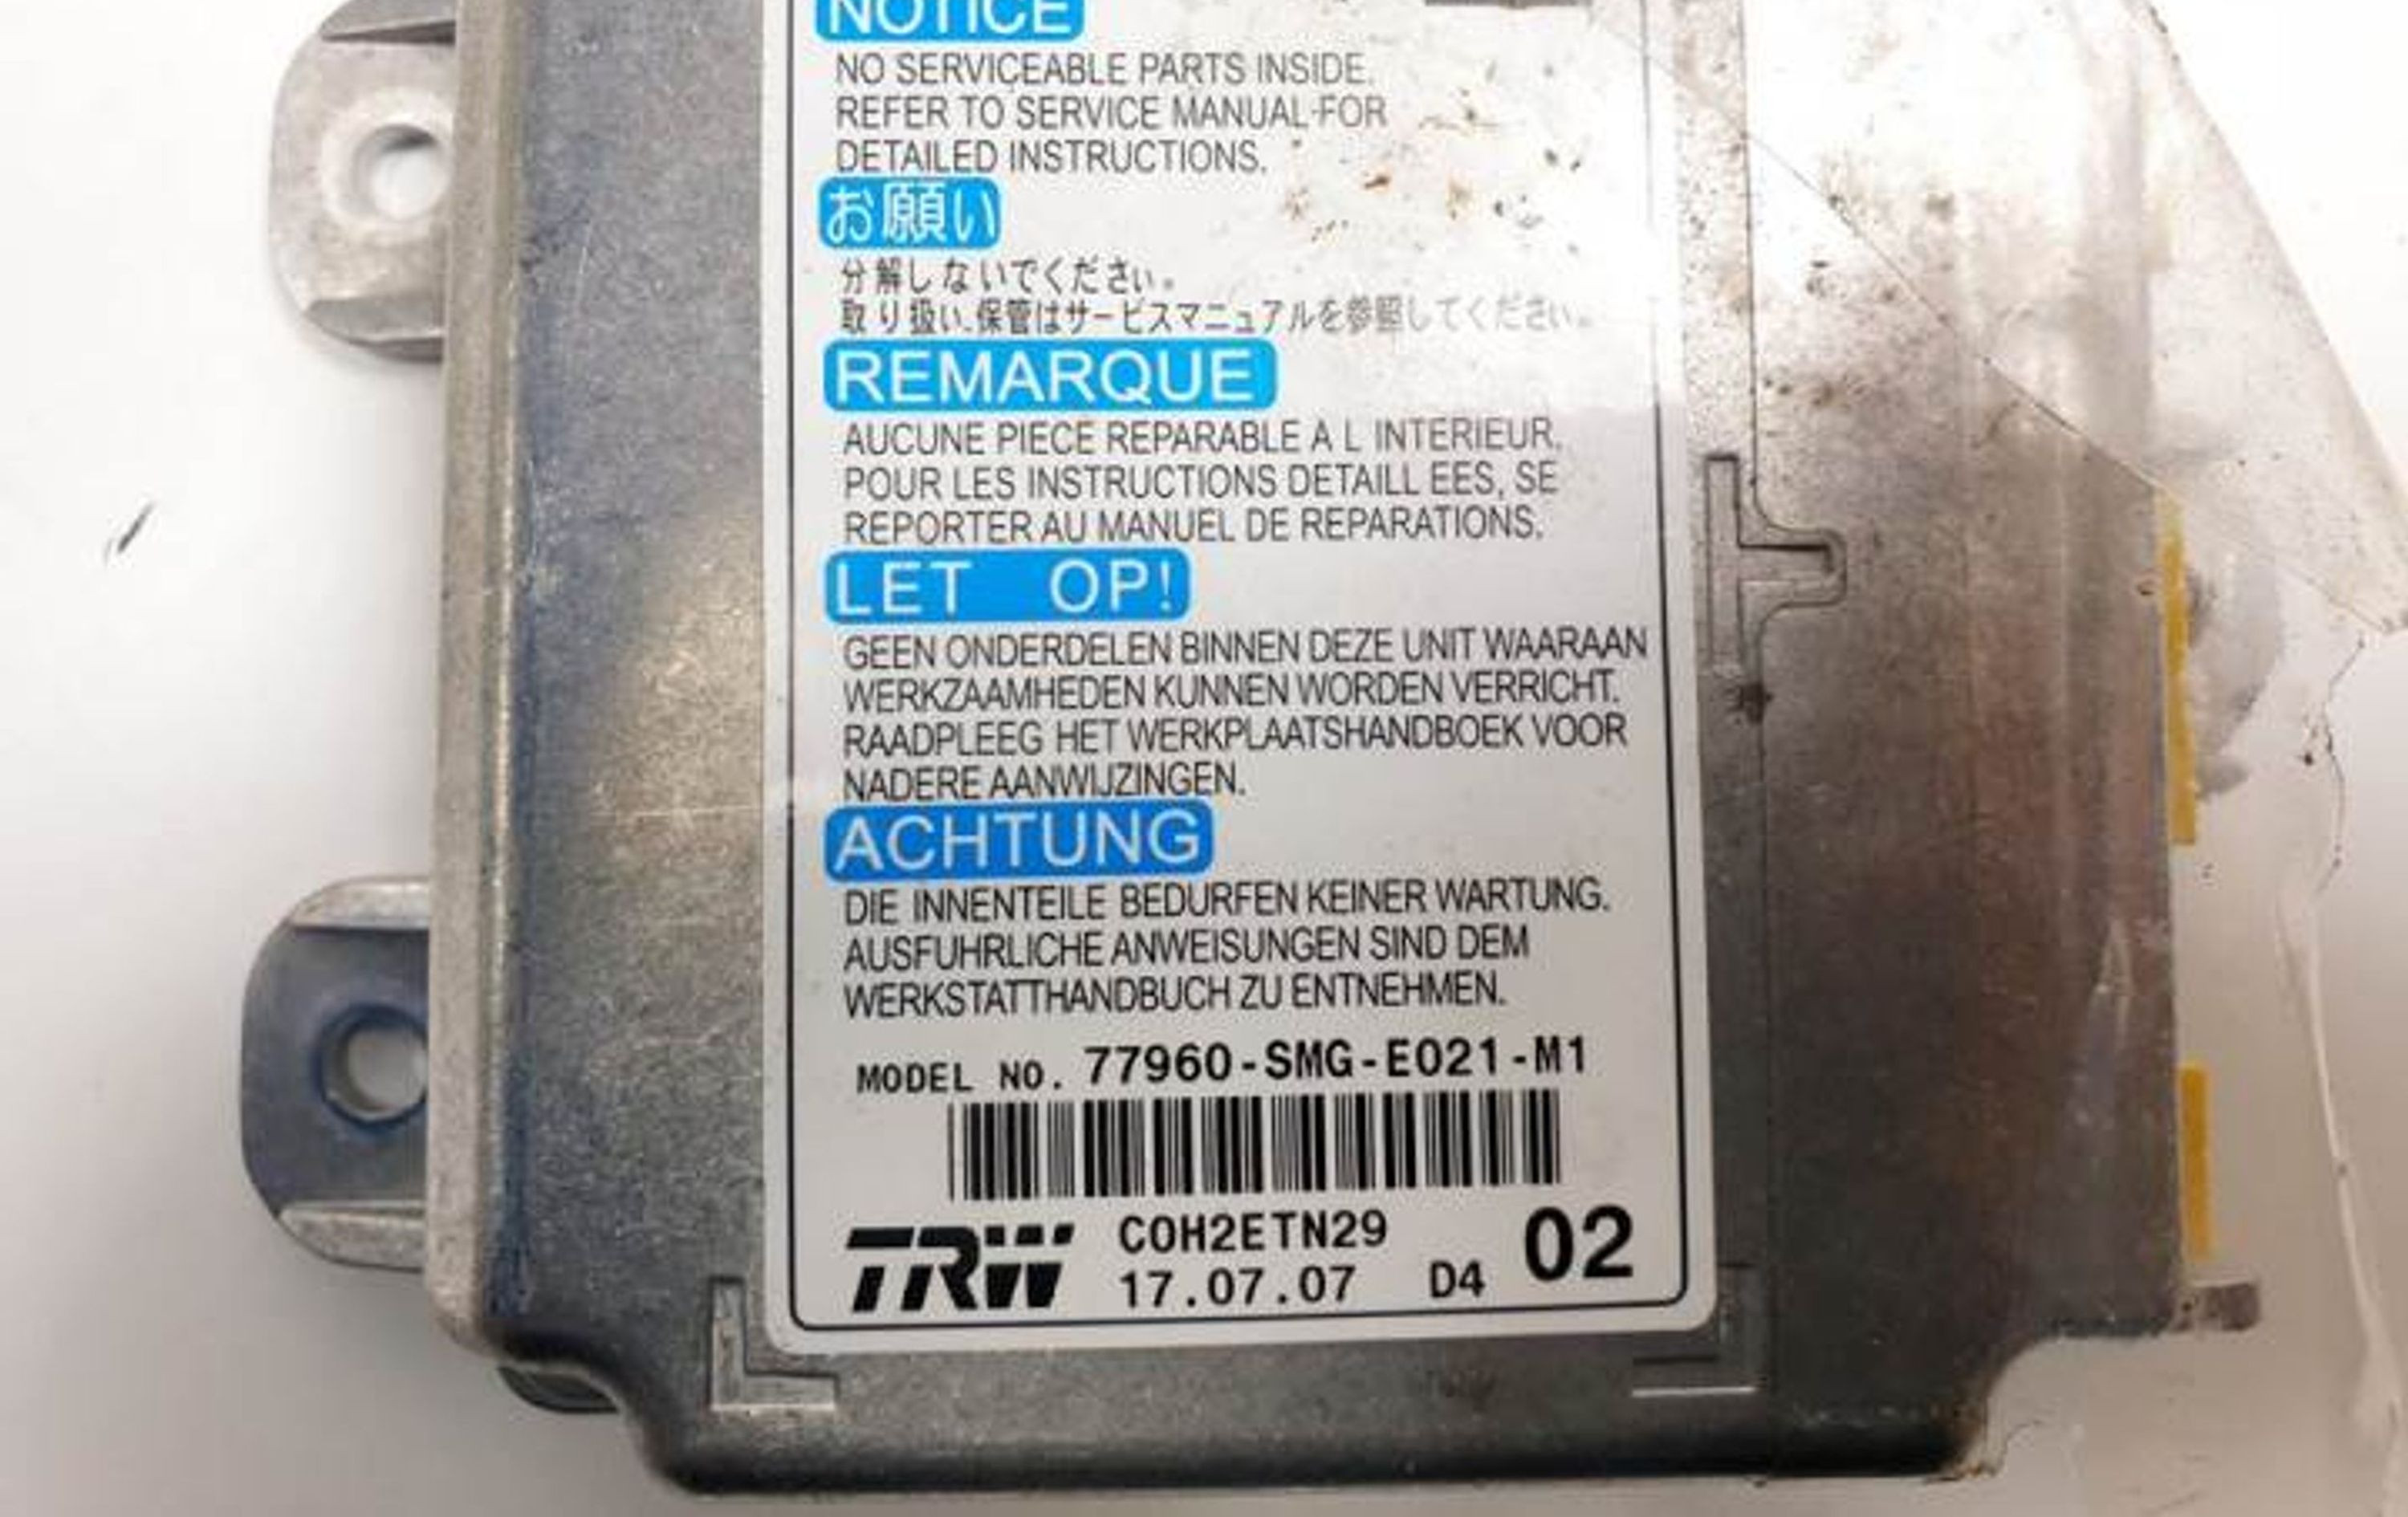 NOTICE
NO SERVICEABLE PARTS INSIDE.
REFER TO SERVICE MANUAL FOR
DETAILED INSTRUCTIONS.
お願い
分解しないでください。
取り扱い、保管はサービスマニュアルを参照してください。
REMARQUE
AUCUNE PIECE REPARABLE A L INTERIEUR.
POUR LES INSTRUCTIONS DETAILL EES, SE
REPORTER AU MANUEL DE REPARATIONS.
LET OP!
GEEN ONDERDELEN BINNEN DEZE UNIT WAARAAN
WERKZAAMHEDEN KUNNEN WORDEN VERRICHT.
RAADPLEEG HET WERKPLAATSHANDBOEK VOOR
NADERE AANWIJZINGEN.
ACHTUNG
DIE INNENTEILE BEDURFEN KEINER WARTUNG.
AUSFUHRLICHE ANWEISUNGEN SIND DEM
WERKSTATTHANDBUCH ZU ENTNEHMEN.
MODEL NO. 77960-SMG-E021-M1
TRW C0H2ETN29 02
17.07.07 D4